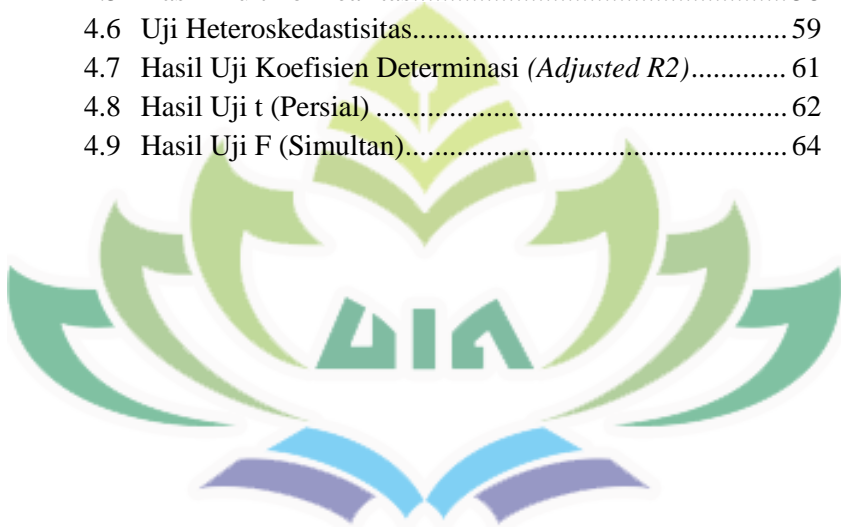 4.6 Uji Heteroskedastisitas.................................................. 59
4.7 Hasil Uji Koefisien Determinasi (Adjusted R2)............. 61
4.8 Hasil Uji t (Persial) ....................................................... 62
4.9 Hasil Uji F (Simultan)................................................... 64
UIN